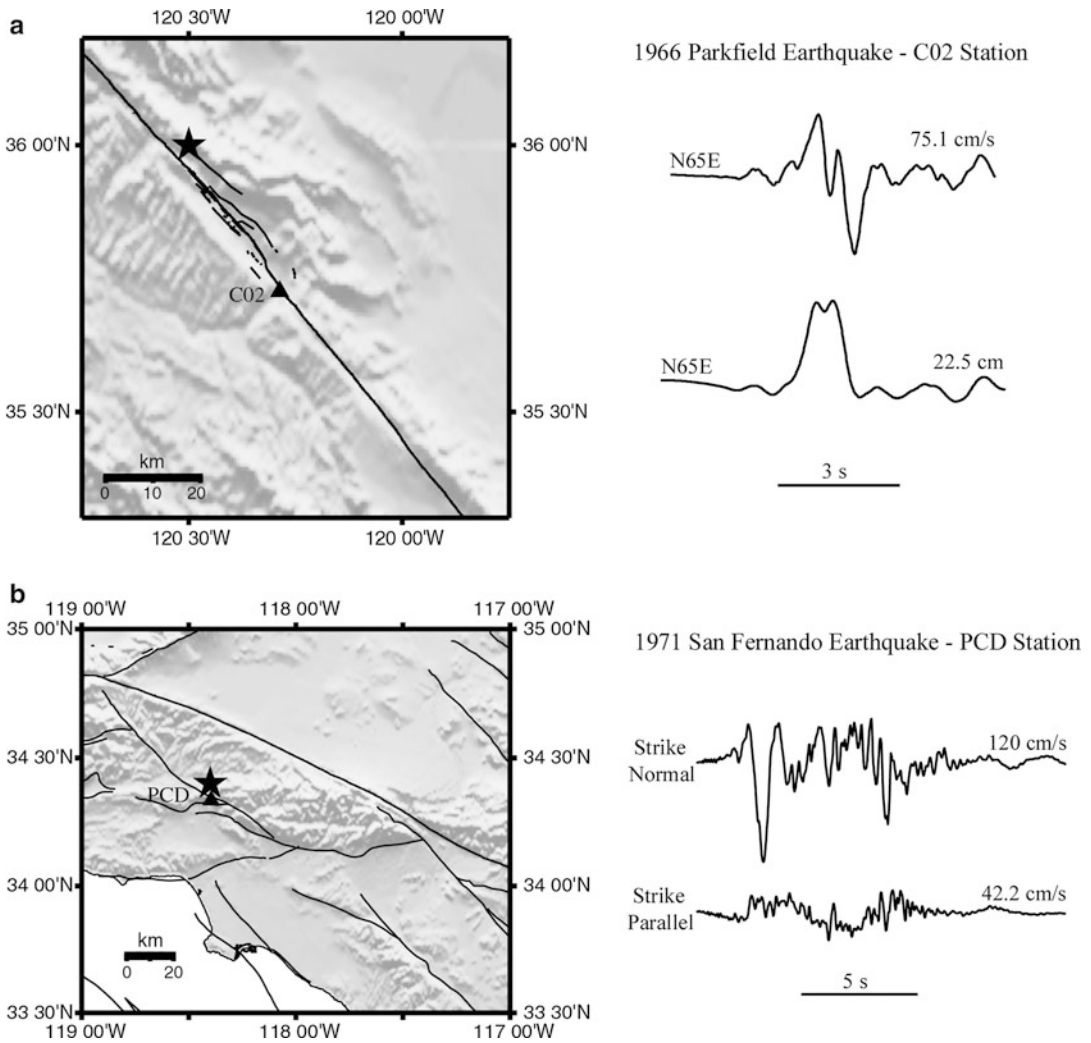 a
120 30'W 120 00'W
36 00'N 36 00'N
C02
35 30'N 35 30'N
km
0 10 20
120 30'W 120 00'W
1966 Parkfield Earthquake - C02 Station
N65E 75.1 cm/s
N65E 22.5 cm
3 s
b
119 00'W 118 00'W 117 00'W
35 00'N 35 00'N
34 30'N 34 30'N
PCD
34 00'N 34 00'N
km
0 20
33 30'N 33 30'N
119 00'W 118 00'W 117 00'W
1971 San Fernando Earthquake - PCD Station
Strike
Normal
120 cm/s
Strike
Parallel
42.2 cm/s
5 s